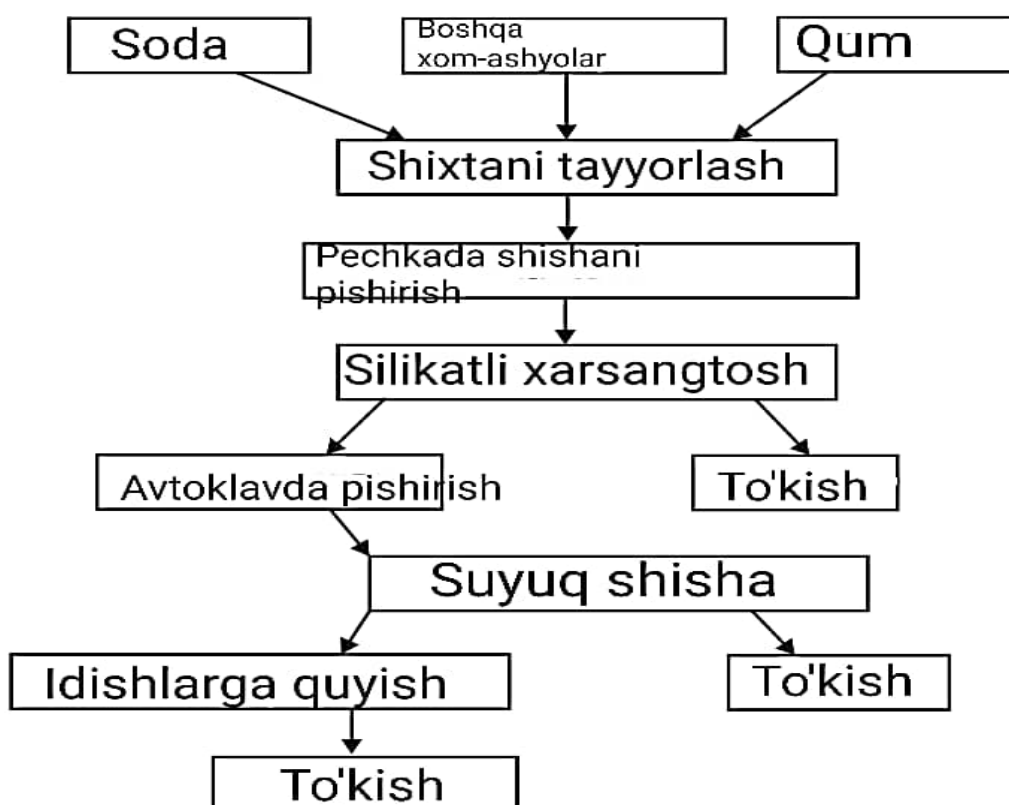 Soda
Boshqa
xom-ashyolar
Qum
Shixtani tayyorlash
Pechkada shishani
pishirish
Silikatli xarsangtosh
Avtoklavda pishirish
To'kish
Suyuq shisha
Idishlarga quyish
To'kish
To'kish